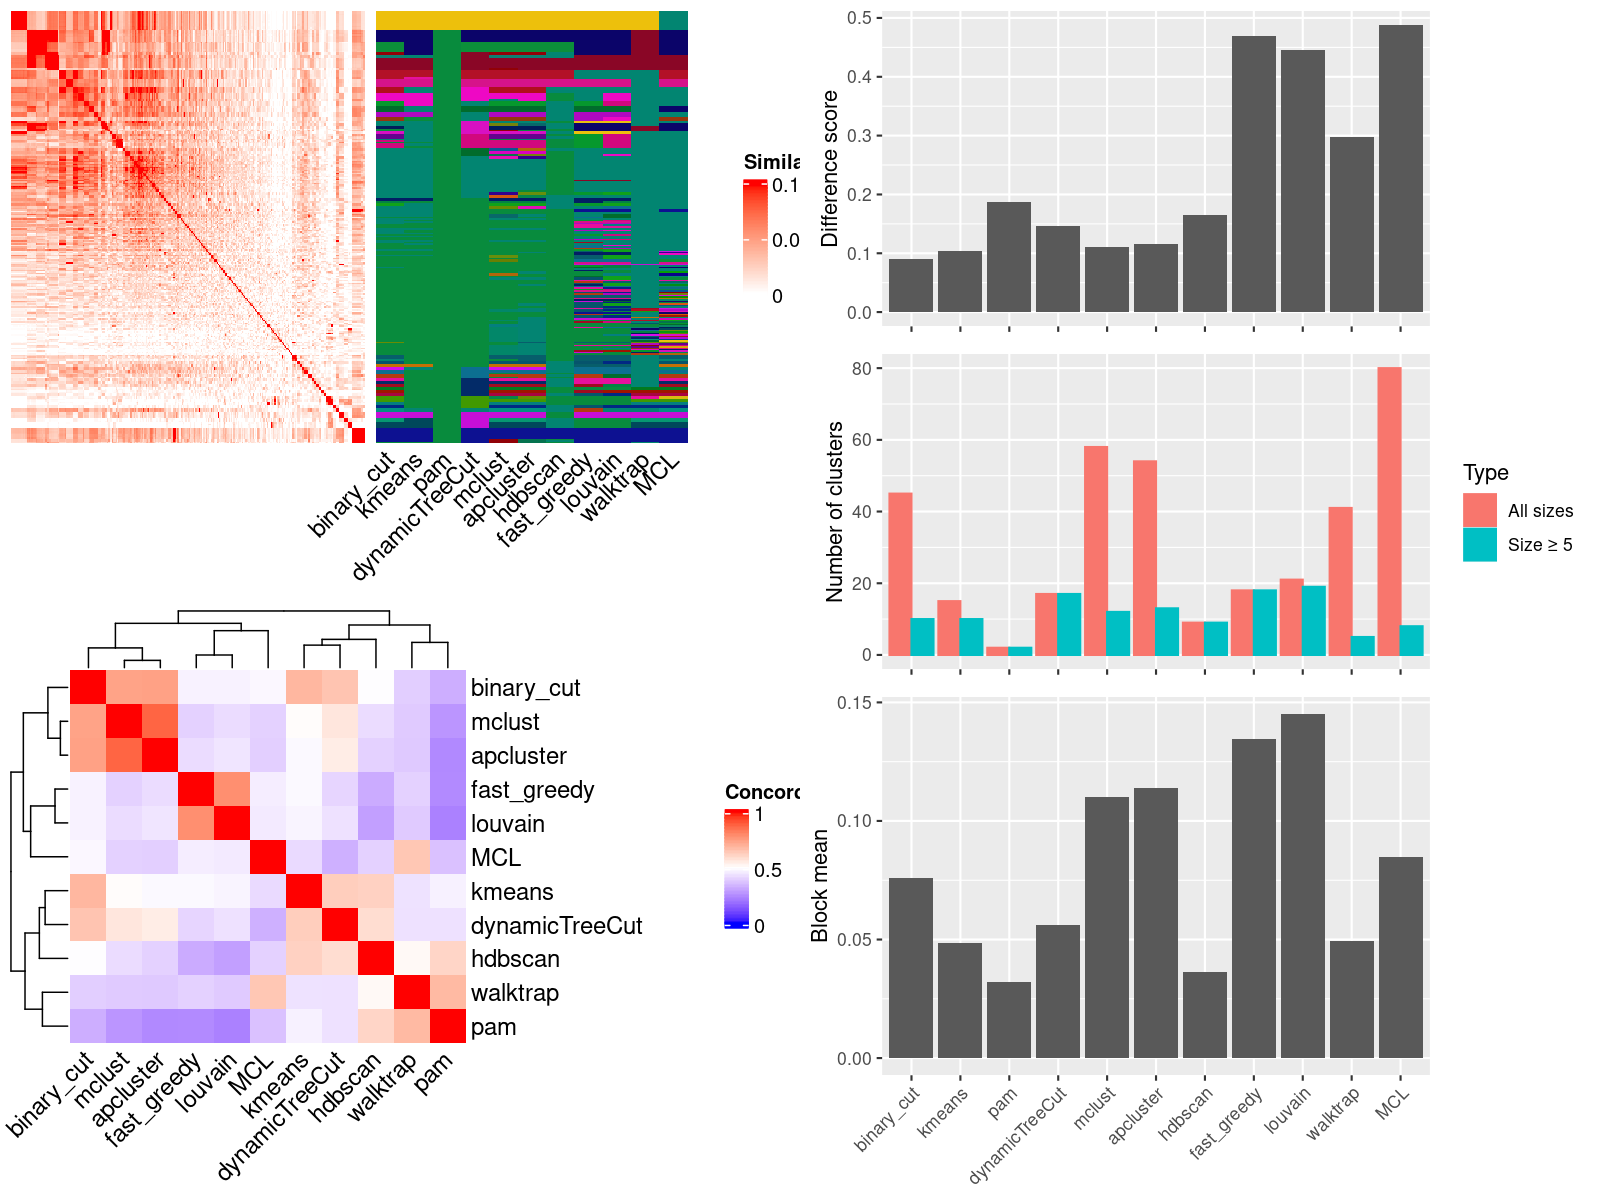 Simila
0.1
0.0
0
binary_cut
kmeans
pam
dynamicTreeCut
mclust
apcluster
hdbscan
fast_greedy
louvain
walktrap
MCL
binary_cut
mclust
apcluster
fast_greedy
louvain
MCL
kmeans
dynamicTreeCut
hdbscan
walktrap
pam
binary_cut
mclust
apcluster
fast_greedy
louvain
MCL
kmeans
dynamicTreeCut
hdbscan
walktrap
pam
Concord
1
0.5
0
Difference score
0.5
0.4
0.3
0.2
0.1
0.0
Number of clusters
80
60
40
20
0
Type
All sizes
Size ≥ 5
Block mean
0.15
0.10
0.05
0.00
binary_cut
kmeans
pam
dynamicTreeCut
mclust
apcluster
hdbscan
fast_greedy
louvain
walktrap
MCL